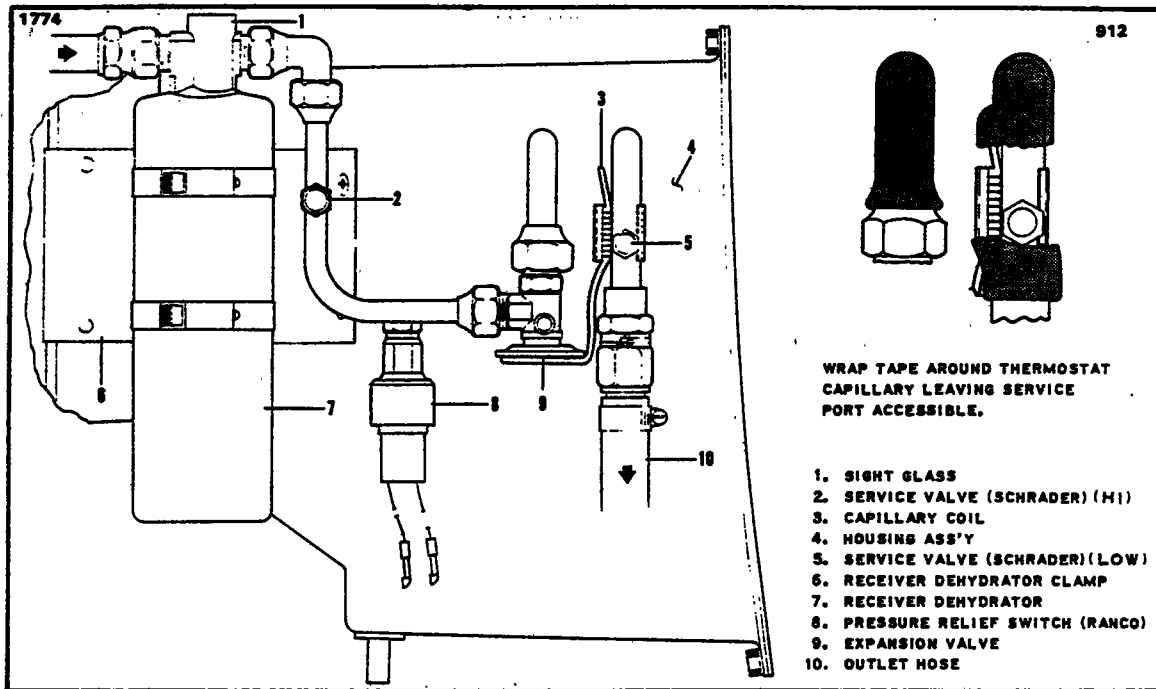 1774
912
1
2
3
4
5
6
7
8
9
10
WRAP TAPE AROUND THERMOSTAT
CAPILLARY LEAVING SERVICE
PORT ACCESSIBLE.
1. SIGHT GLASS
2. SERVICE VALVE (SCHRADER) (HI)
3. CAPILLARY COIL
4. HOUSING ASS'Y
5. SERVICE VALVE (SCHRADER) (LOW)
6. RECEIVER DEHYDRATOR CLAMP
7. RECEIVER DEHYDRATOR
8. PRESSURE RELIEF SWITCH (RANCO)
9. EXPANSION VALVE
10. OUTLET HOSE